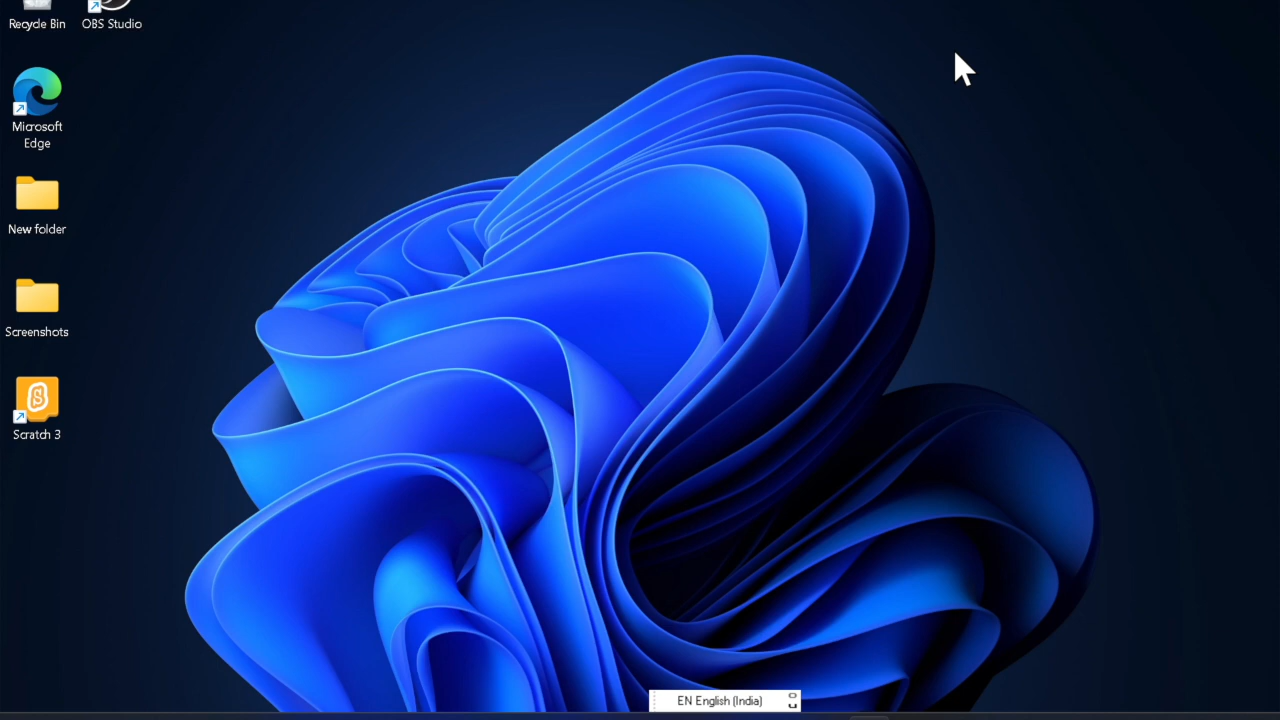 Recycle Bin
OBS Studio
Microsoft
Edge
New folder
Screenshots
Scratch 3
EN English (India)